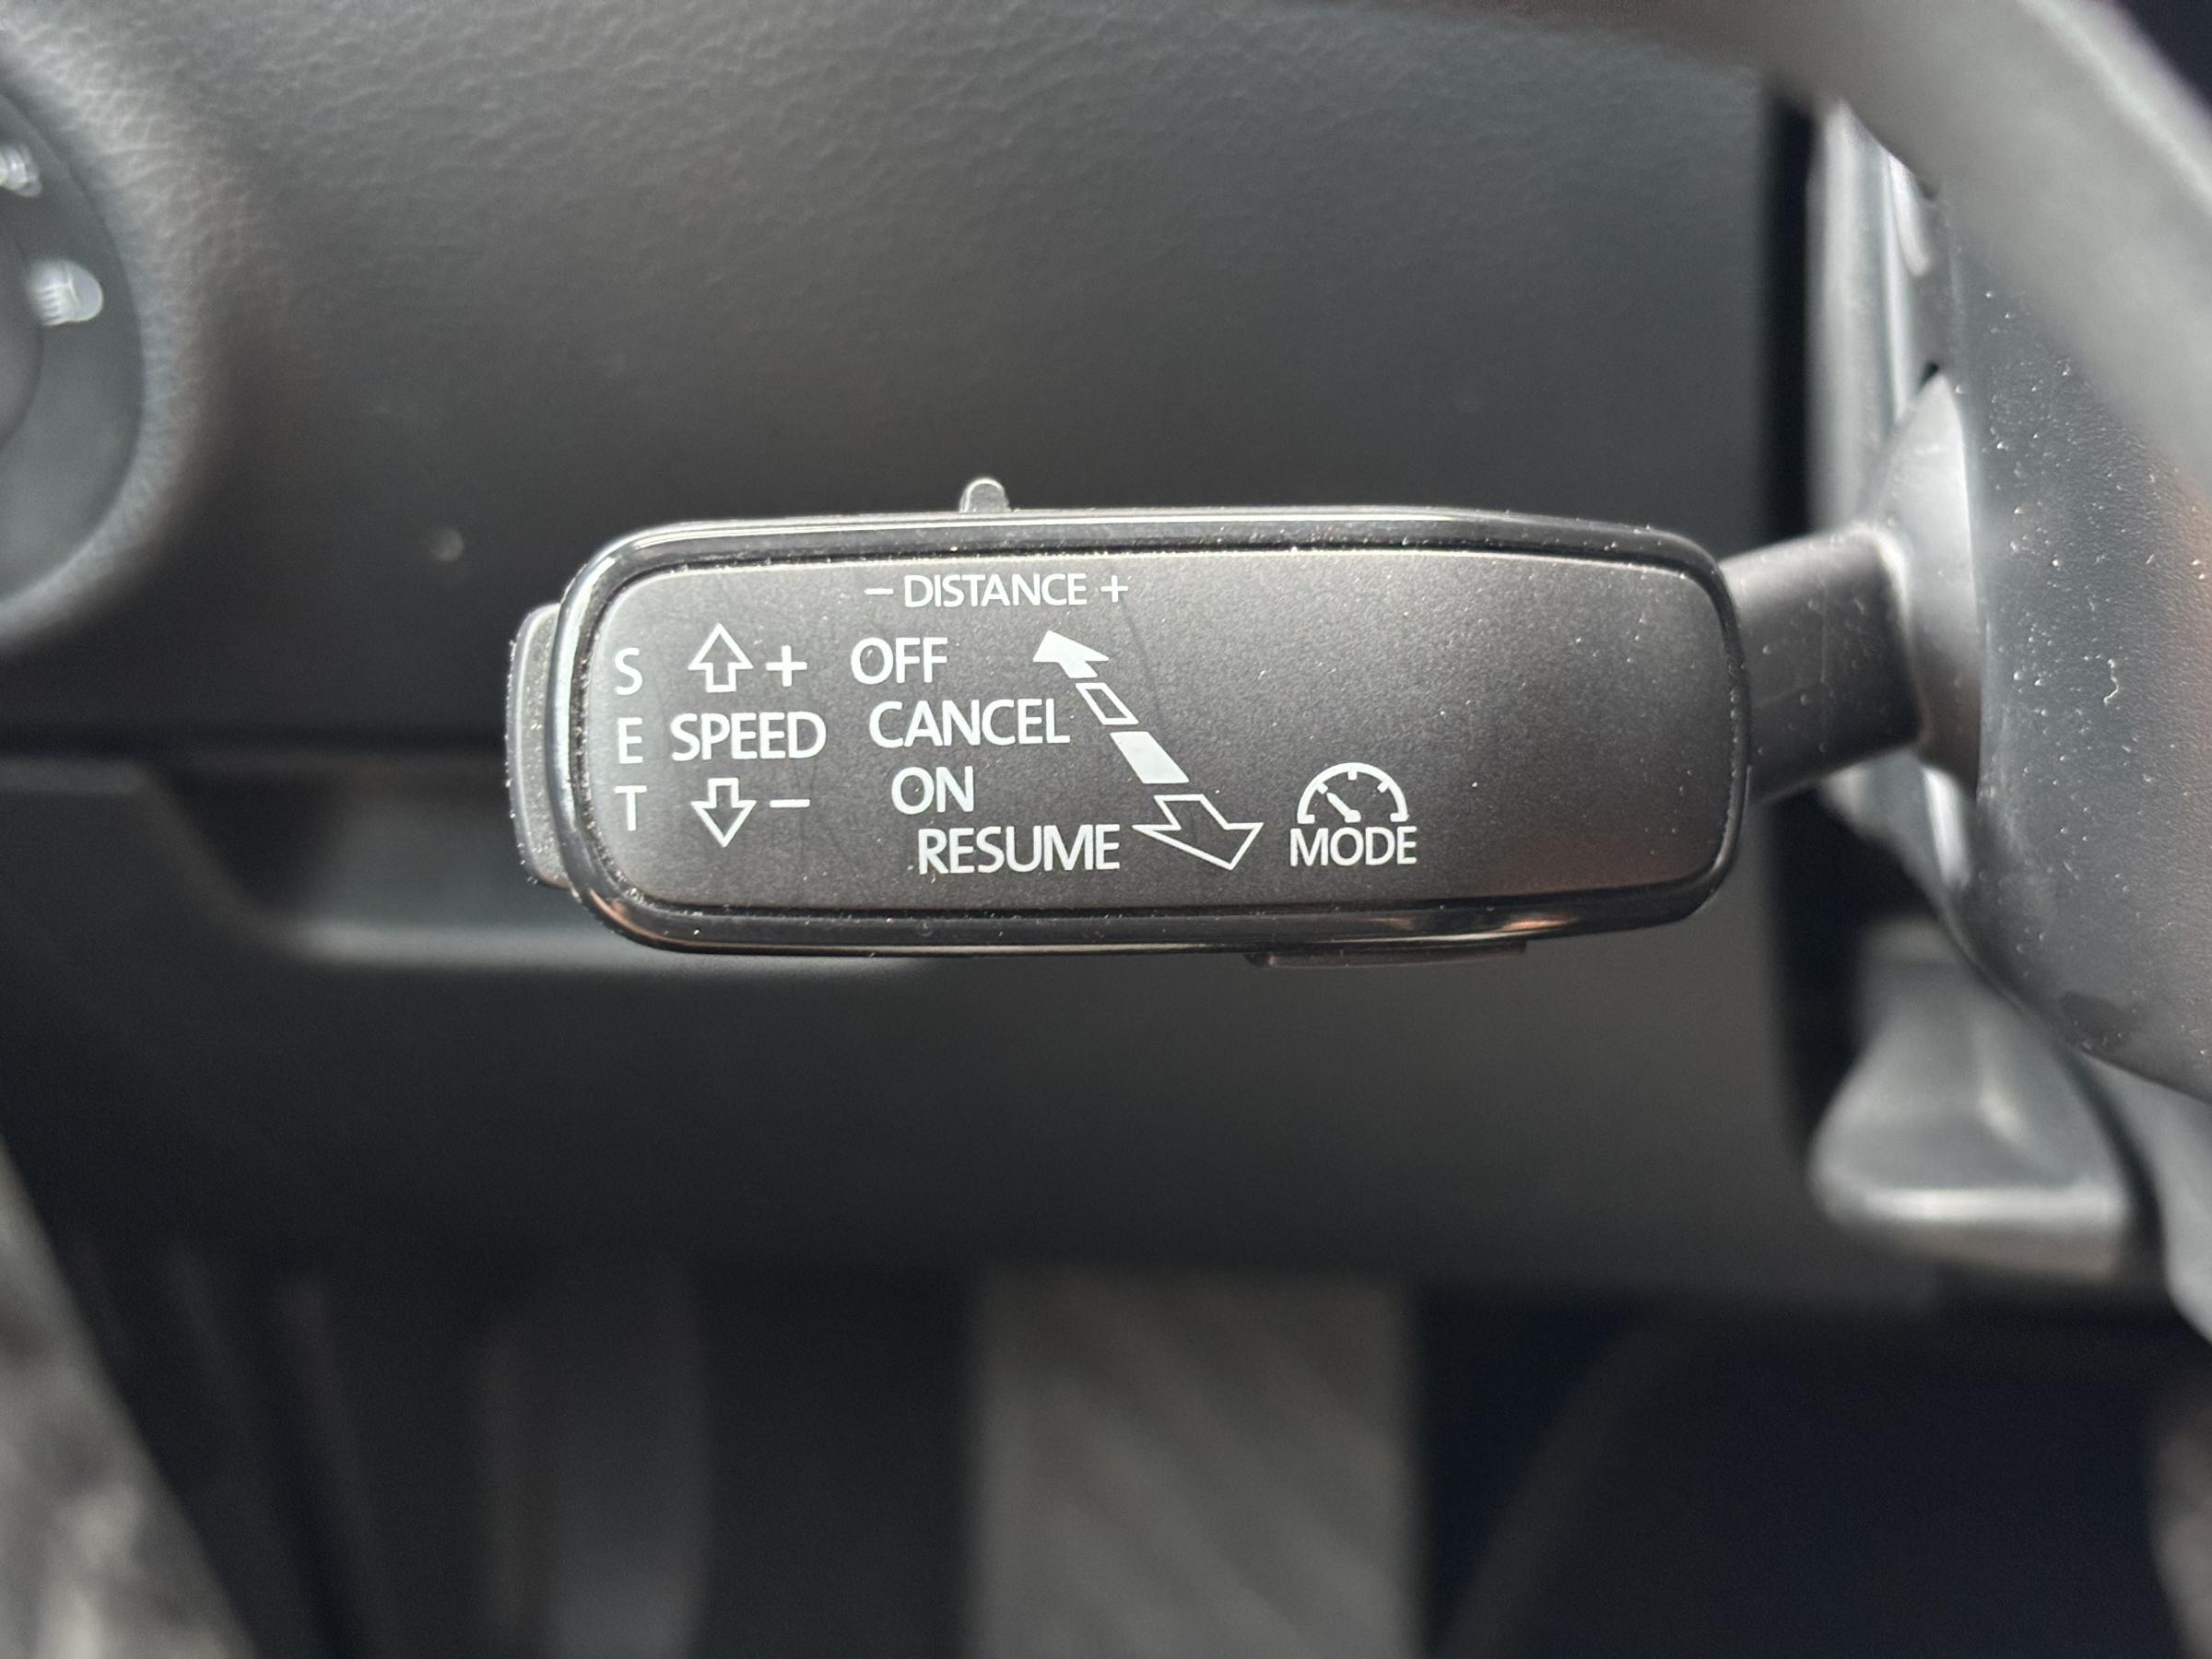 – DISTANCE +
S + OFF
E SPEED CANCEL
T – ON
RESUME MODE